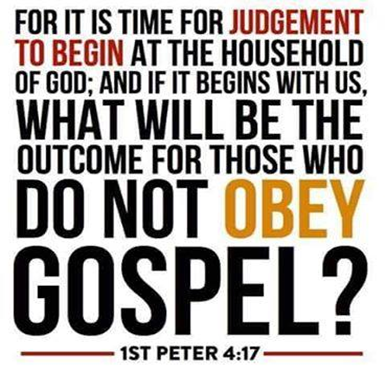 FOR IT IS TIME FOR JUDGEMENT
TO BEGIN AT THE HOUSEHOLD
OF GOD; AND IF IT BEGINS WITH US,
WHAT WILL BE THE
OUTCOME FOR THOSE WHO
DO NOT OBEY
GOSPEL?
1ST PETER 4:17